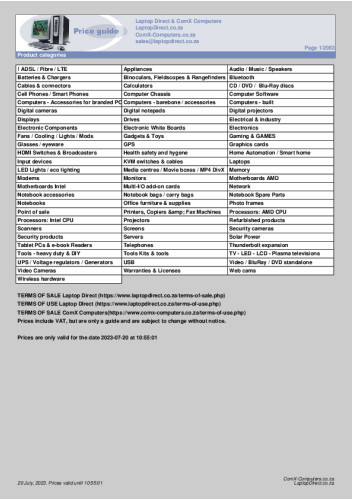 Price guide
Laptop Direct & ComX Computers
LaptopDirect.co.za
ComX-Computers.co.za
sales@laptopdirect.co.za
Page 1/2003
Product categories
! ADSL / Fibre / LTE Appliances Audio / Music / Speakers
Batteries & Chargers Binoculars, Fieldscopes & Rangefinders Bluetooth
Cables & connectors Calculators CD / DVD / Blu-Ray discs
Cell Phones / Smart Phones Computer Chassis Computer Software
Computers - Accessories for branded PC Computers - barebone / accessories Computers - built
Digital cameras Digital notepads Digital projectors
Displays Drives Electrical & industry
Electronic Components Electronic White Boards Electronics
Fans / Cooling / Lights / Mods Gadgets & Toys Gaming & GAMES
Glasses / eyewear GPS Graphics cards
HDMI Switches & Broadcasters Health safety and hygene Home Automation / Smart home
Input devices KVM switches & cables Laptops
LED Lights / eco lighting Media centres / Movie boxes / MP4 DivX Memory
Modems Monitors Motherboards AMD
Motherboards Intel Multi-I/O add-on cards Network
Notebook accessories Notebook bags / carry bags Notebook Spare Parts
Notebooks Office furniture & supplies Photo frames
Point of sale Printers, Copiers &amp; Fax Machines Processors: AMD CPU
Processors: Intel CPU Projectors Refurbished products
Scanners Screens Security cameras
Security products Servers Solar Power
Tablet PCs & e-book Readers Telephones Thunderbolt expansion
Tools - heavy duty & DIY Tools Kits & tools TV - LED - LCD - Plasma televisions
UPS / Voltage regulators / Generators USB Video / BluRay / DVD standalone
Video Cameras Warranties & Licenses Web cams
Wireless hardware
TERMS OF SALE Laptop Direct (https://www.laptopdirect.co.za/terms-of-sale.php)
TERMS OF USE Laptop Direct (https://www.laptopdirect.co.za/terms-of-use.php)
TERMS OF SALE ComX Computers(https://www.comx-computers.co.za/terms-of-use.php)
Prices include VAT, but are only a guide and are subject to change without notice.
Prices are only valid for the date 2023-07-20 at 10:55:01
20 July, 2023. Prices valid until 10:55:01
ComX-Computers.co.za
LaptopDirect.co.za